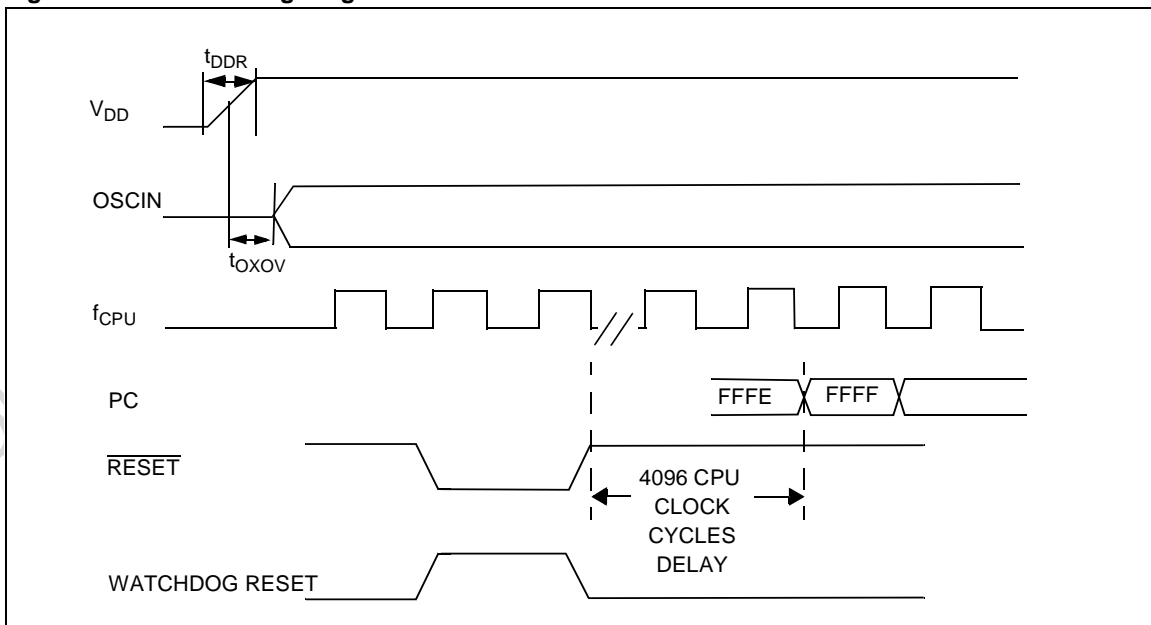 tDDR
VDD
OSCIN
tOXOV
fCPU
PC
FFFE
FFFF
RESET
4096 CPU
CLOCK
CYCLES
DELAY
WATCHDOG RESET